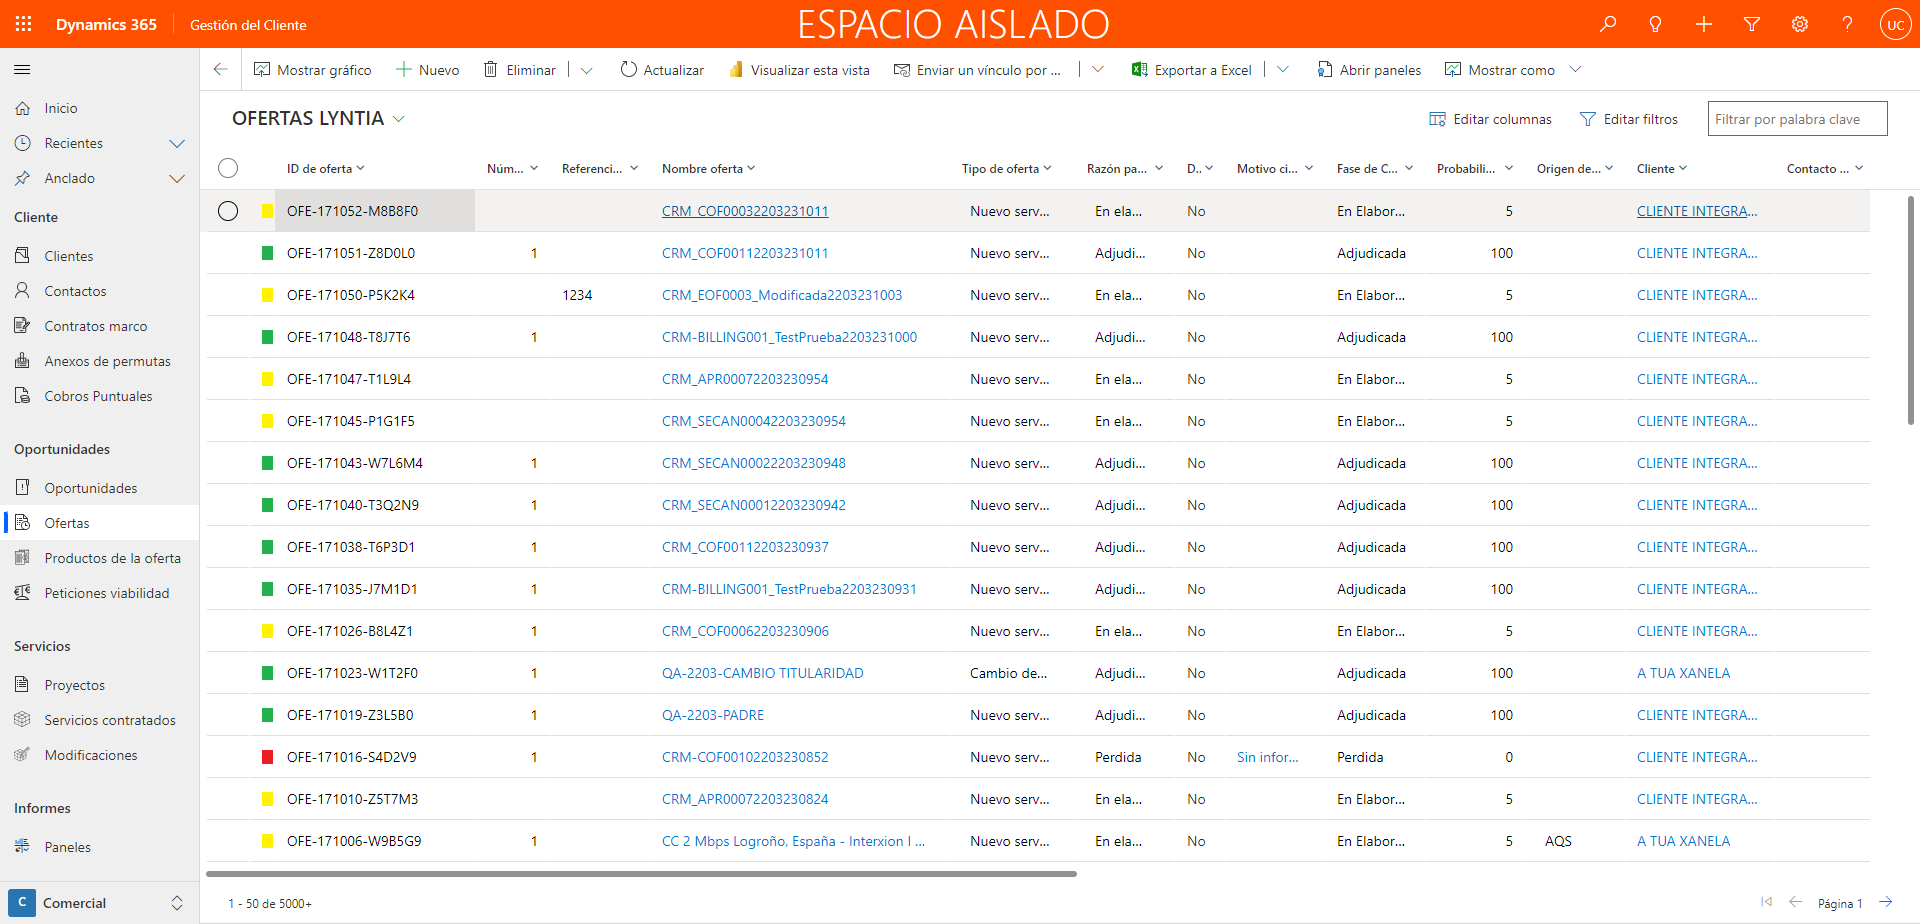 Dynamics 365 Gestión del Cliente ESPACIO AISLADO UC
Mostrar gráfico Nuevo Eliminar Actualizar Visualizar esta vista Enviar un vínculo por ... Exportar a Excel Abrir paneles Mostrar como
Inicio
Recientes
Anclado
Cliente
Clientes
Contactos
Contratos marco
Anexos de permutas
Cobros Puntuales
Oportunidades
Oportunidades
Ofertas
Productos de la oferta
Peticiones viabilidad
Servicios
Proyectos
Servicios contratados
Modificaciones
Informes
Paneles
C Comercial
OFERTAS LYNTIA Editar columnas Editar filtros Filtrar por palabra clave
ID de oferta Núm... Referenci... Nombre oferta Tipo de oferta Razón pa... D.. Motivo ci... Fase de C... Probabili... Origen de... Cliente Contacto ...
OFE-171052-M8B8F0 CRM_COF00032203231011 Nuevo serv... En ela... No En Elabor... 5 CLIENTE INTEGRA...
OFE-171051-Z8D0L0 1 CRM_COF00112203231011 Nuevo serv... Adjudi... No Adjudicada 100 CLIENTE INTEGRA...
OFE-171050-P5K2K4 1234 CRM_EOF0003_Modificada2203231003 Nuevo serv... En ela... No En Elabor... 5 CLIENTE INTEGRA...
OFE-171048-T8J7T6 1 CRM-BILLING001_TestPrueba2203231000 Nuevo serv... Adjudi... No Adjudicada 100 CLIENTE INTEGRA...
OFE-171047-T1L9L4 CRM_APR00072203230954 Nuevo serv... En ela... No En Elabor... 5 CLIENTE INTEGRA...
OFE-171045-P1G1F5 CRM_SECAN00042203230954 Nuevo serv... En ela... No En Elabor... 5 CLIENTE INTEGRA...
OFE-171043-W7L6M4 1 CRM_SECAN00022203230948 Nuevo serv... Adjudi... No Adjudicada 100 CLIENTE INTEGRA...
OFE-171040-T3Q2N9 1 CRM_SECAN00012203230942 Nuevo serv... Adjudi... No Adjudicada 100 CLIENTE INTEGRA...
OFE-171038-T6P3D1 1 CRM_COF00112203230937 Nuevo serv... Adjudi... No Adjudicada 100 CLIENTE INTEGRA...
OFE-171035-J7M1D1 1 CRM-BILLING001_TestPrueba2203230931 Nuevo serv... Adjudi... No Adjudicada 100 CLIENTE INTEGRA...
OFE-171026-B8L4Z1 1 CRM_COF00062203230906 Nuevo serv... En ela... No En Elabor... 5 CLIENTE INTEGRA...
OFE-171023-W1T2F0 1 QA-2203-CAMBIO TITULARIDAD Cambio de... Adjudi... No Adjudicada 100 A TUA XANELA
OFE-171019-Z3L5B0 1 QA-2203-PADRE Nuevo serv... Adjudi... No Adjudicada 100 CLIENTE INTEGRA...
OFE-171016-S4D2V9 1 CRM-COF00102203230852 Nuevo serv... Perdida No Sin infor... Perdida 0 CLIENTE INTEGRA...
OFE-171010-Z5T7M3 CRM_APR00072203230824 Nuevo serv... En ela... No En Elabor... 5 CLIENTE INTEGRA...
OFE-171006-W9B5G9 1 CC 2 Mbps Logroño, España - Interxion I ... Nuevo serv... En ela... No En Elabor... 5 AQS A TUA XANELA
1 - 50 de 5000+ Página 1